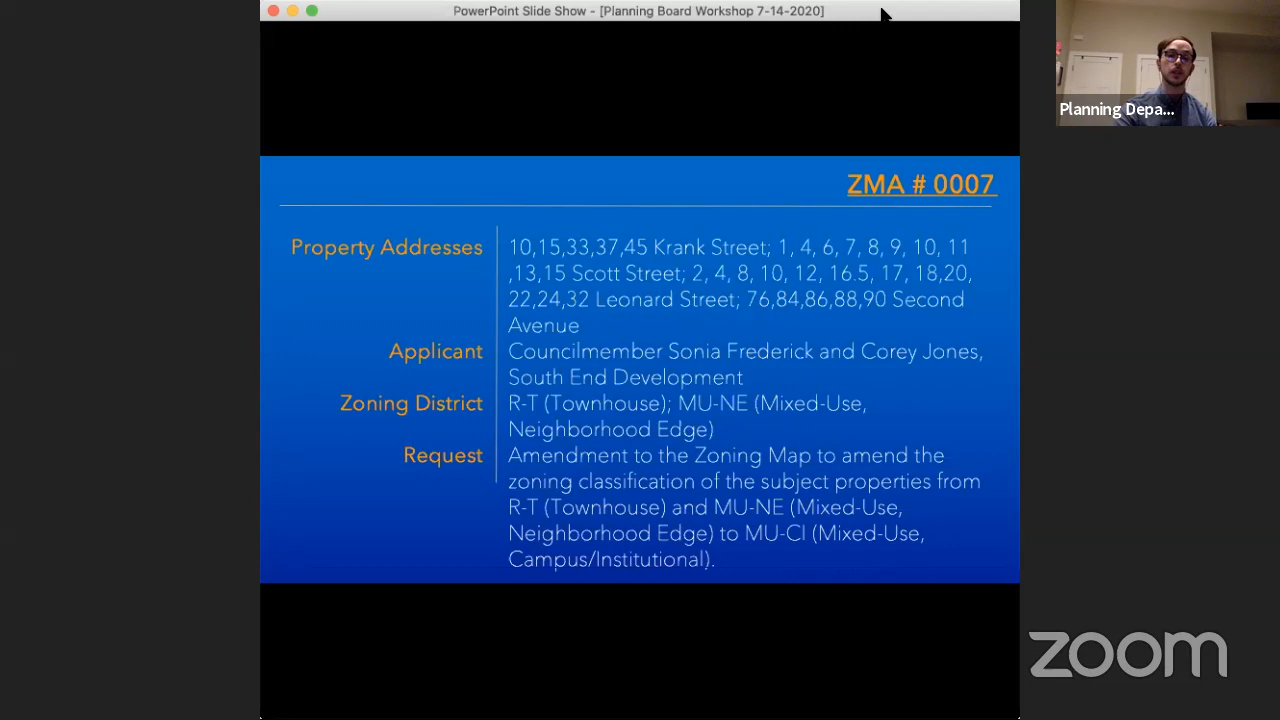 PowerPoint Slide Show - [Planning Board Workshop 7-14-2020]
Planning Depa...
ZMA # 0007
Property Addresses
10,15,33,37,45 Krank Street; 1, 4, 6, 7, 8, 9, 10, 11
,13,15 Scott Street; 2, 4, 8, 10, 12, 16.5, 17, 18,20,
22,24,32 Leonard Street; 76,84,86,88,90 Second
Avenue
Applicant
Councilmember Sonia Frederick and Corey Jones,
South End Development
Zoning District
R-T (Townhouse); MU-NE (Mixed-Use,
Neighborhood Edge)
Request
Amendment to the Zoning Map to amend the
zoning classification of the subject properties from
R-T (Townhouse) and MU-NE (Mixed-Use,
Neighborhood Edge) to MU-CI (Mixed-Use,
Campus/Institutional).
zoom